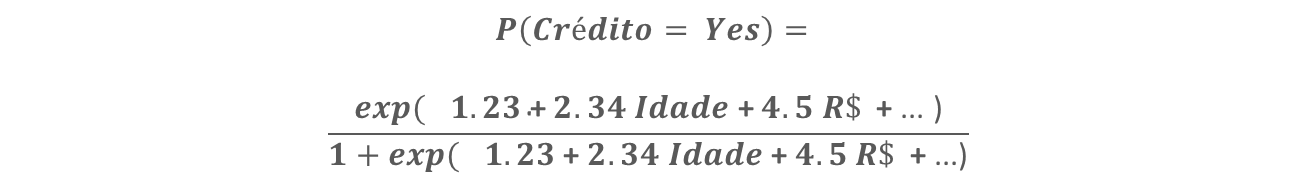 P(Crédito = Yes) =
exp( 1.23 + 2.34 Idade + 4.5 R$ + ... )
1 + exp( 1.23 + 2.34 Idade + 4.5 R$ + ...)